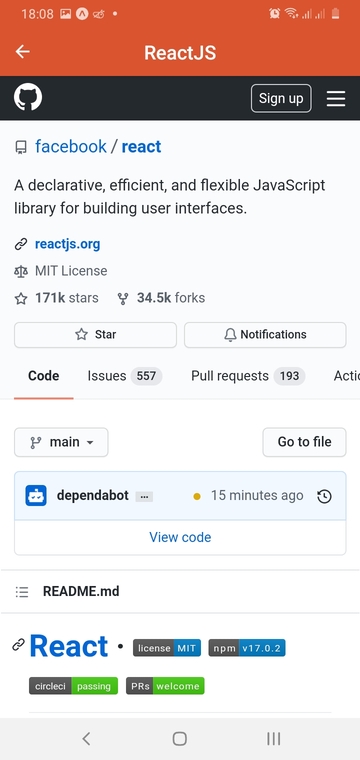 18:08
ReactJS
Sign up
facebook / react
A declarative, efficient, and flexible JavaScript
library for building user interfaces.
reactjs.org
MIT License
171k stars 34.5k forks
Star Notifications
Code Issues 557 Pull requests 193 Actio
main Go to file
dependabot ... 15 minutes ago
View code
README.md
React · license MIT npm v17.0.2
circleci passing PRs welcome